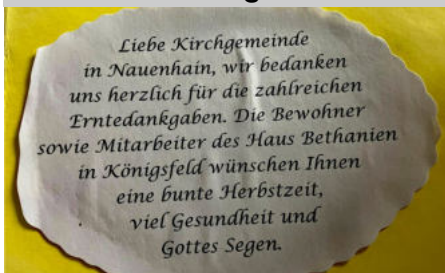 Liebe Kirchgemeinde
in Nauenhain, wir bedanken
uns herzlich für die zahlreichen
Erntedankgaben. Die Bewohner
sowie Mitarbeiter des Haus Bethanien
in Königsfeld wünschen Ihnen
eine bunte Herbstzeit,
viel Gesundheit und
Gottes Segen.